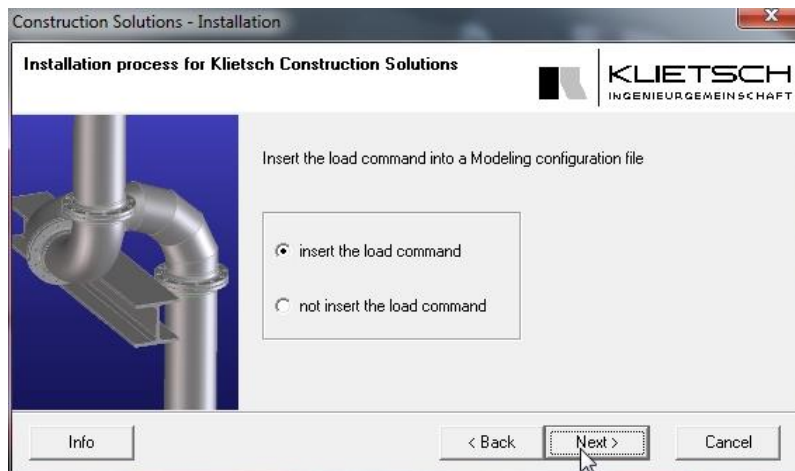 Construction Solutions - Installation
Installation process for Klietsch Construction Solutions
KLIETSCH
INGENIEURGEMEINSCHAFT
Insert the load command into a Modeling configuration file
insert the load command
not insert the load command
Info
< Back
Next >
Cancel